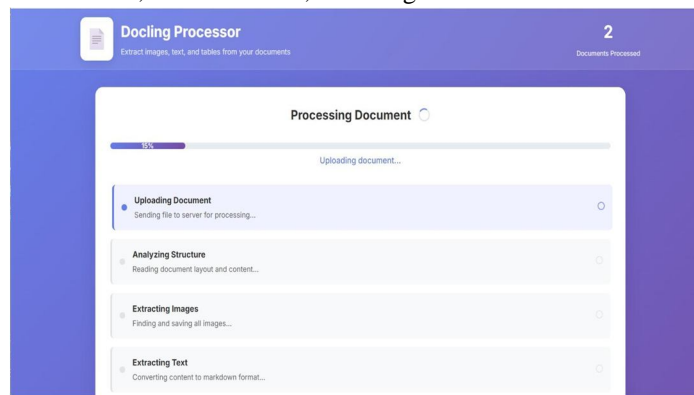 Docling Processor
Extract images, text, and tables from your documents
2
Documents Processed
Processing Document
15%
Uploading document...
Uploading Document
Sending file to server for processing...
Analyzing Structure
Reading document layout and content...
Extracting Images
Finding and saving all images...
Extracting Text
Converting content to markdown format...